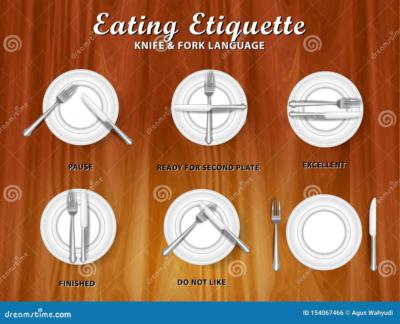 Eating Etiquette
KNIFE & FORK LANGUAGE
PAUSE
READY FOR SECOND PLATE
EXCELLENT
FINISHED
DO NOT LIKE
dreamstime
dreamstime.com
ID 154067466 © Agus Wahyudi